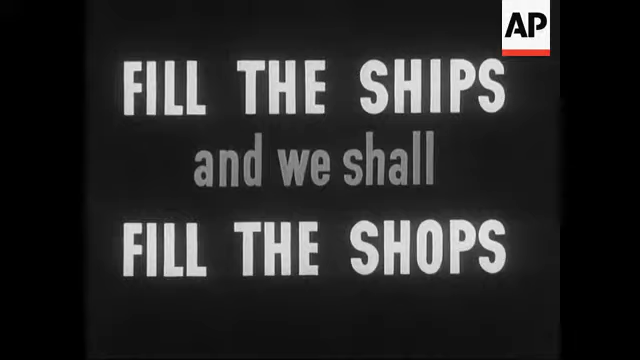 AP
FILL THE SHIPS
and we shall
FILL THE SHOPS